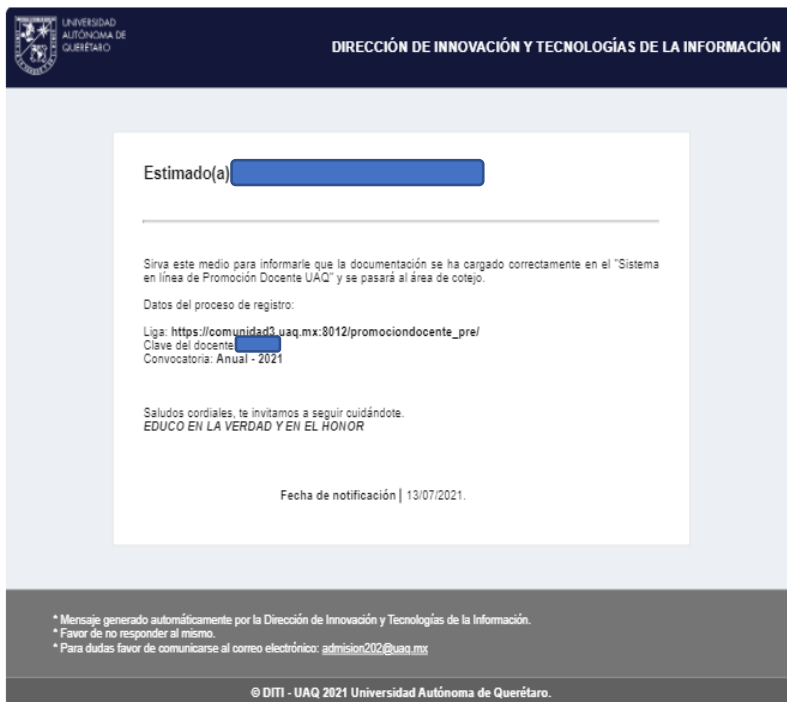 UNIVERSIDAD
AUTÓNOMA DE
QUERÉTARO
DIRECCIÓN DE INNOVACIÓN Y TECNOLOGÍAS DE LA INFORMACIÓN
Estimado(a)
Sirva este medio para informarle que la documentación se ha cargado correctamente en el "Sistema
en línea de Promoción Docente UAQ" y se pasará al área de cotejo.
Datos del proceso de registro:
Liga: https://comunidad3.uaq.mx:8012/promociondocente_pre/
Clave del docente
Convocatoria: Anual - 2021
Saludos cordiales, te invitamos a seguir cuidándote.
EDUCO EN LA VERDAD Y EN EL HONOR
Fecha de notificación | 13/07/2021.
* Mensaje generado automáticamente por la Dirección de Innovación y Tecnologías de la Información.
* Favor de no responder al mismo.
* Para dudas favor de comunicarse al correo electrónico: admision202@uaq.mx
© DITI - UAQ 2021 Universidad Autónoma de Querétaro.